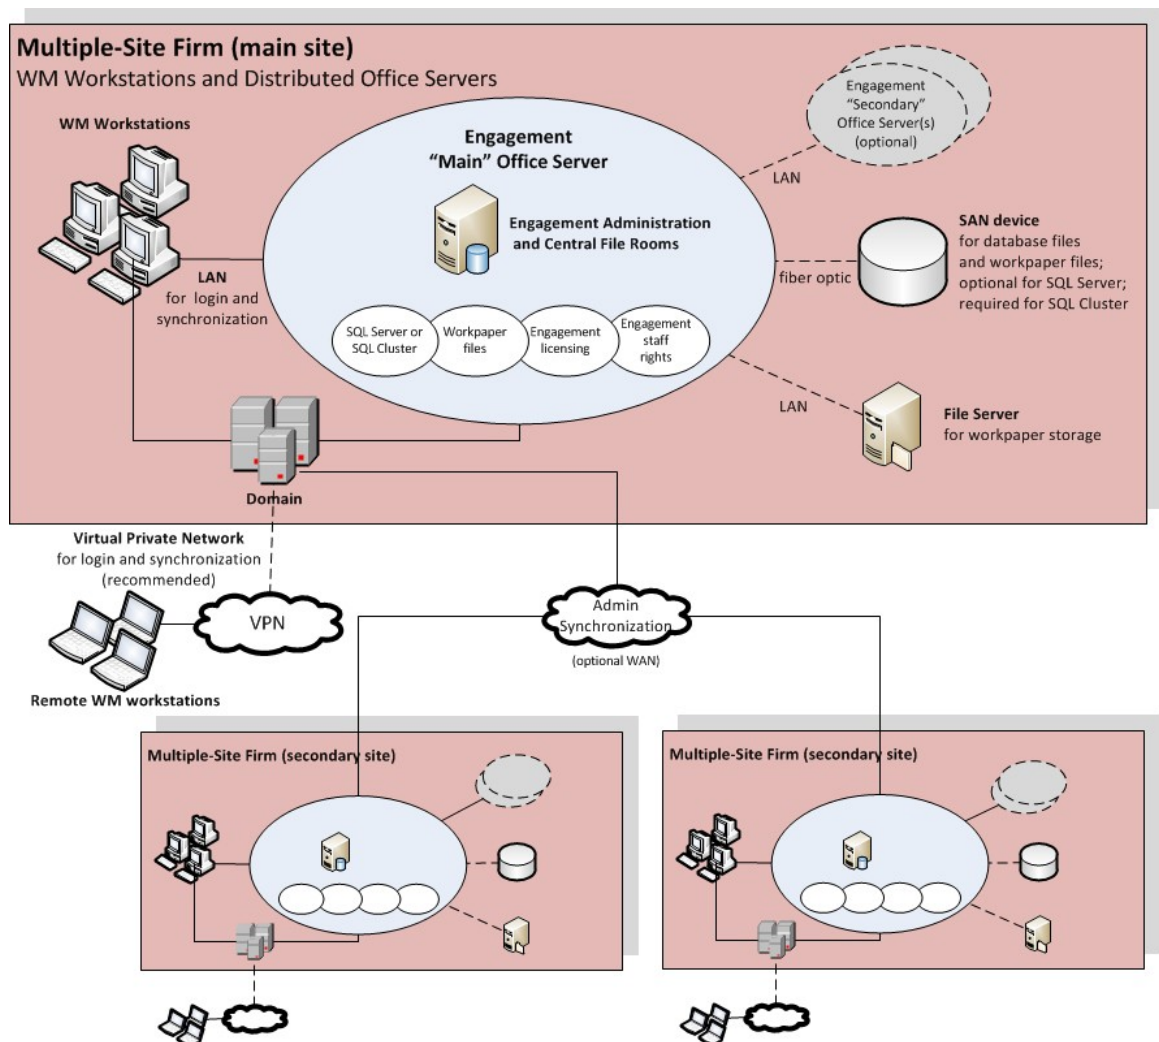 Multiple-Site Firm (main site)
WM Workstations and Distributed Office Servers
WM Workstations
Engagement
“Main” Office Server
Engagement Administration
and Central File Rooms
Engagement
“Secondary”
Office Server(s)
(optional)
LAN
SAN device
for database files
and workpaper files;
optional for SQL Server;
required for SQL Cluster
fiber optic
LAN
for login and
synchronization
SQL Server or
SQL Cluster
Workpaper
files
Engagement
licensing
Engagement
staff
rights
LAN
File Server
for workpaper storage
Domain
Virtual Private Network
for login and synchronization
(recommended)
VPN
Remote WM workstations
Admin
Synchronization
(optional WAN)
Multiple-Site Firm (secondary site)
Multiple-Site Firm (secondary site)